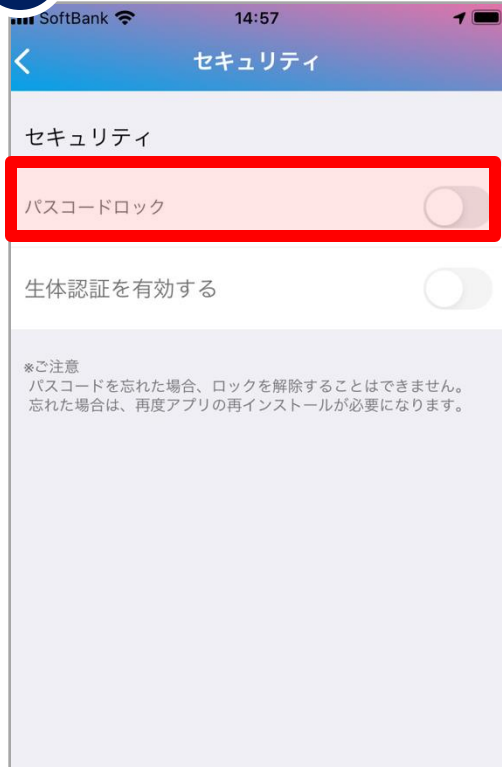 SoftBank 14:57
セキュリティ
セキュリティ
パスコードロック
生体認証を有効する
※ご注意
パスコードを忘れた場合、ロックを解除することはできません。
忘れた場合は、再度アプリの再インストールが必要になります。